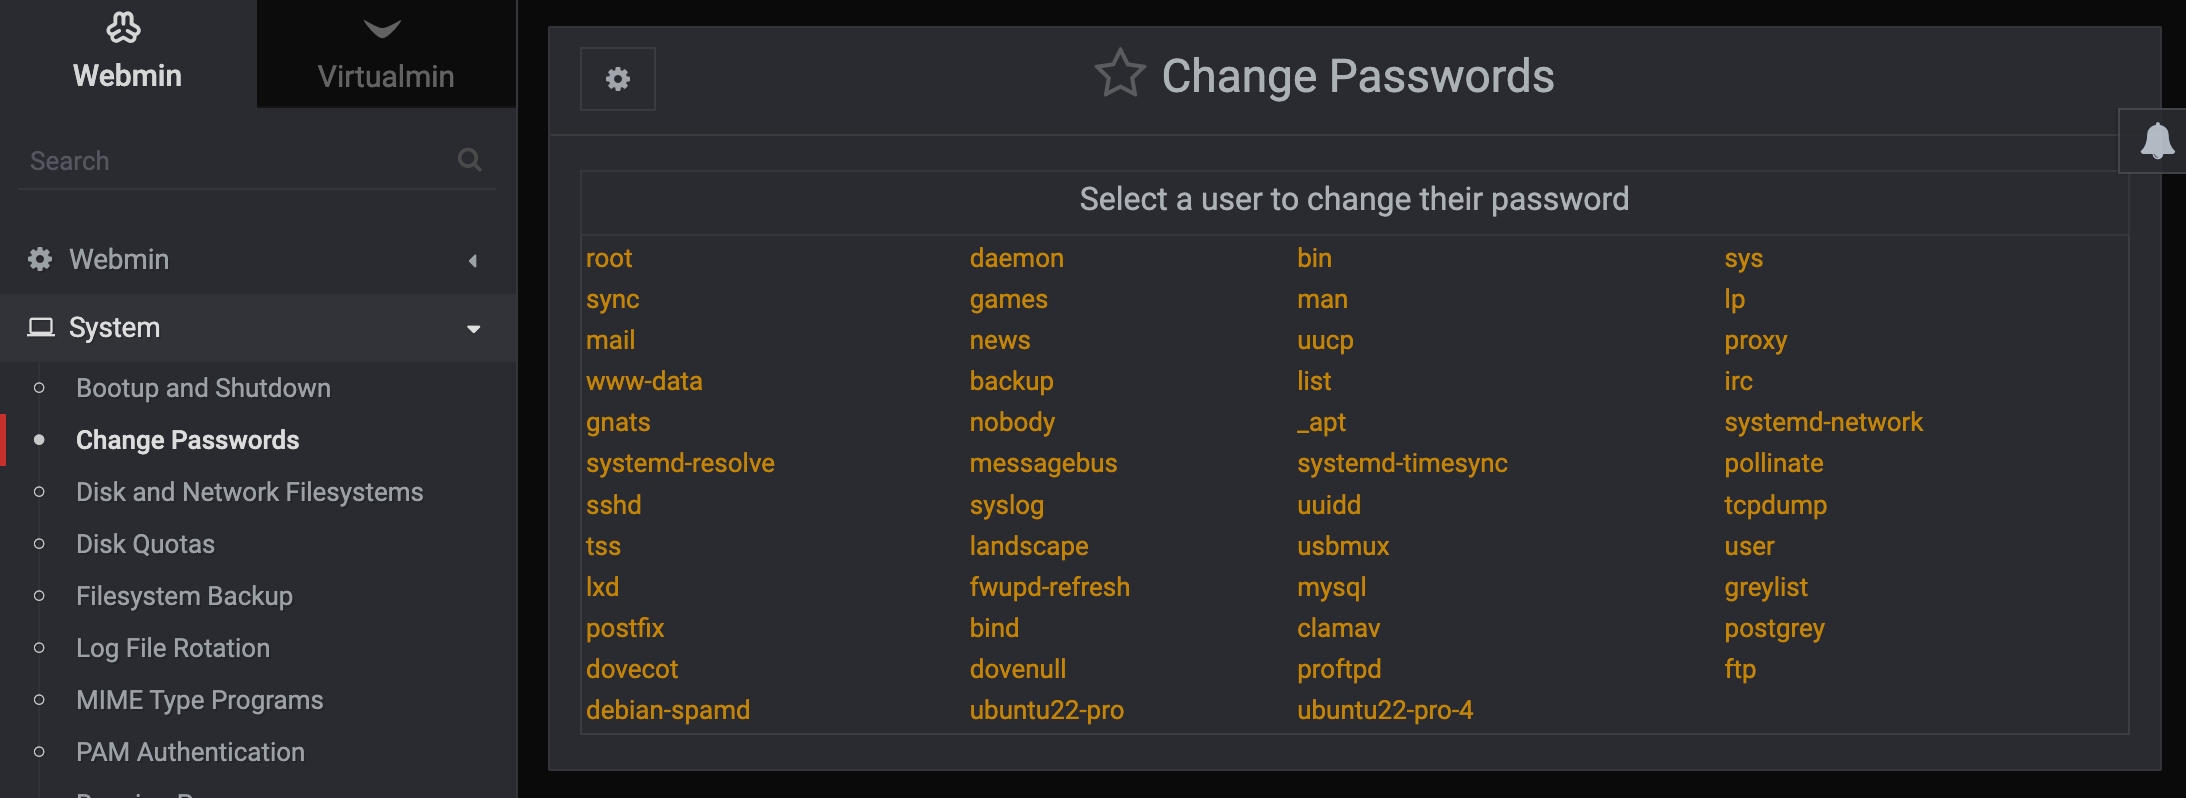 Webmin
Virtualmin
Search
Webmin
System
Bootup and Shutdown
Change Passwords
Disk and Network Filesystems
Disk Quotas
Filesystem Backup
Log File Rotation
MIME Type Programs
PAM Authentication
Change Passwords
Select a user to change their password
root daemon bin sys
sync games man lp
mail news uucp proxy
www-data backup list irc
gnats nobody _apt systemd-network
systemd-resolve messagebus systemd-timesync pollinate
sshd syslog uuidd tcpdump
tss landscape usbmux user
lxd fwupd-refresh mysql greylist
postfix bind clamav postgrey
dovecot dovenull proftpd ftp
debian-spamd ubuntu22-pro ubuntu22-pro-4